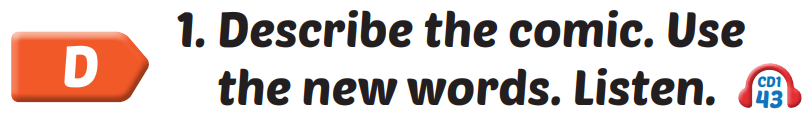 D
1. Describe the comic. Use
the new words. Listen.
CD1
43